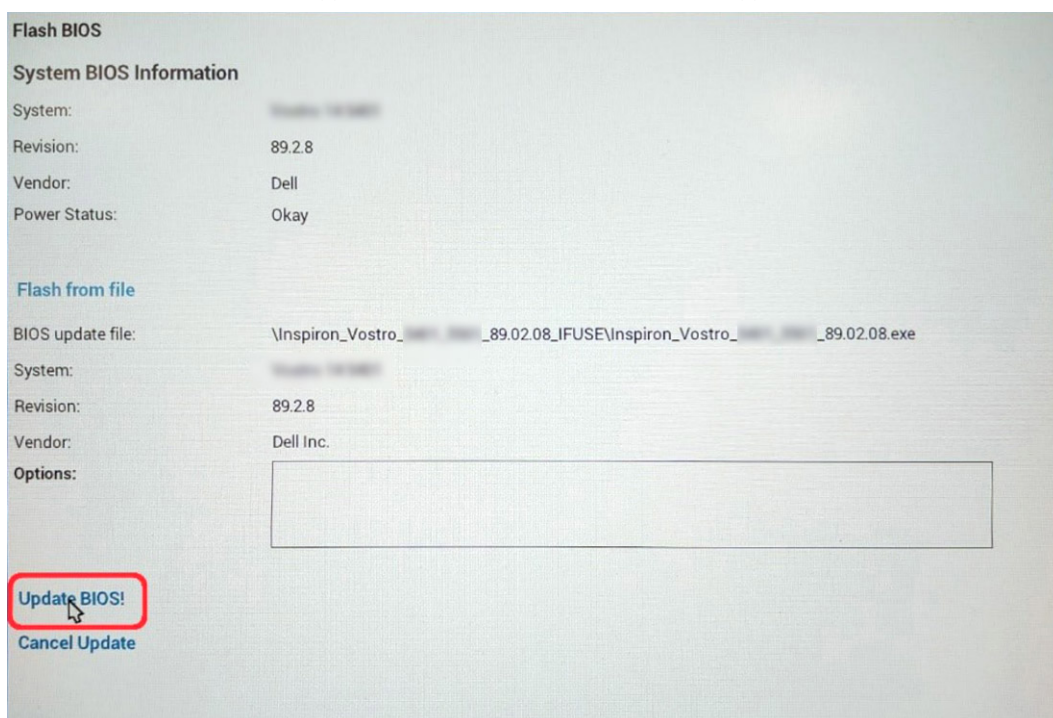 Flash BIOS
System BIOS Information
System:
Revision: 89.2.8
Vendor: Dell
Power Status: Okay
Flash from file
BIOS update file: \Inspiron_Vostro_ _89.02.08_IFUSE\Inspiron_Vostro_ _89.02.08.exe
System:
Revision: 89.2.8
Vendor: Dell Inc.
Options:
Update BIOS!
Cancel Update